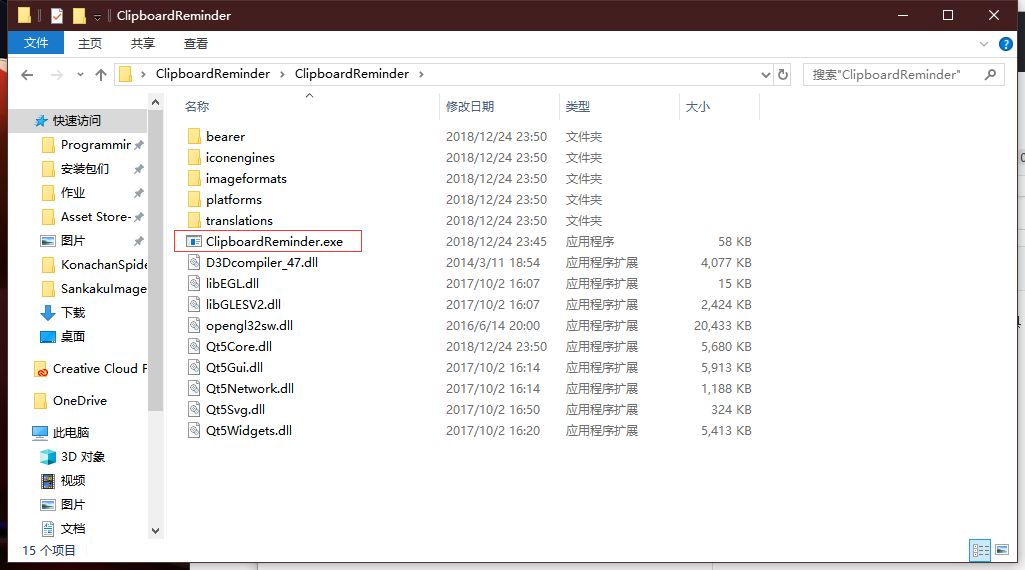 ClipboardReminder
文件 主页 共享 查看
ClipboardReminder ClipboardReminder 搜索"ClipboardReminder"
名称 修改日期 类型 大小
快速访问
Programmin
安装包们
作业
Asset Store-
图片
KonachanSpide
SankakuImage
下载
桌面
Creative Cloud F
OneDrive
此电脑
3D 对象
视频
图片
文档
bearer 2018/12/24 23:50 文件夹
iconengines 2018/12/24 23:50 文件夹
imageformats 2018/12/24 23:50 文件夹
platforms 2018/12/24 23:50 文件夹
translations 2018/12/24 23:50 文件夹
ClipboardReminder.exe 2018/12/24 23:45 应用程序 58 KB
D3Dcompiler_47.dll 2014/3/11 18:54 应用程序扩展 4,077 KB
libEGL.dll 2017/10/2 16:07 应用程序扩展 15 KB
libGLESV2.dll 2017/10/2 16:07 应用程序扩展 2,424 KB
opengl32sw.dll 2016/6/14 20:00 应用程序扩展 20,433 KB
Qt5Core.dll 2018/12/24 23:50 应用程序扩展 5,680 KB
Qt5Gui.dll 2017/10/2 16:14 应用程序扩展 5,913 KB
Qt5Network.dll 2017/10/2 16:14 应用程序扩展 1,188 KB
Qt5Svg.dll 2017/10/2 16:50 应用程序扩展 324 KB
Qt5Widgets.dll 2017/10/2 16:20 应用程序扩展 5,413 KB
15 个项目